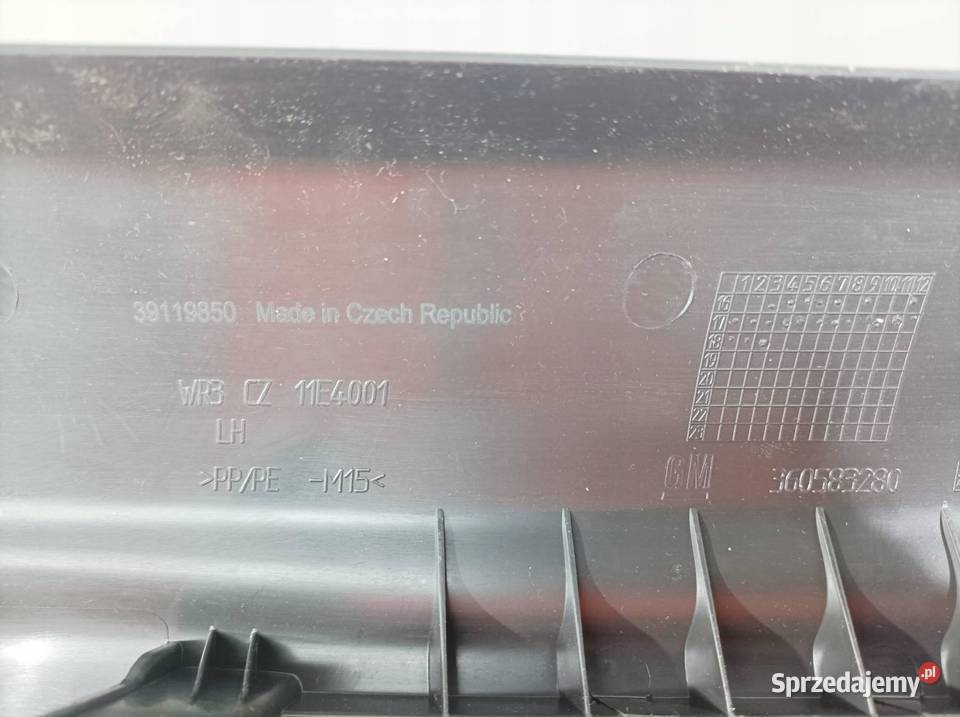 39119850 Made in Czech Republic
1 2 3 4 5 6 7 8 9 10 11 12
16
17
18
19
20
21
22
23
WR3 CZ 11E4001
LH
>PP/PE -M15<
GM 360583280
Sprzedajemy.pl